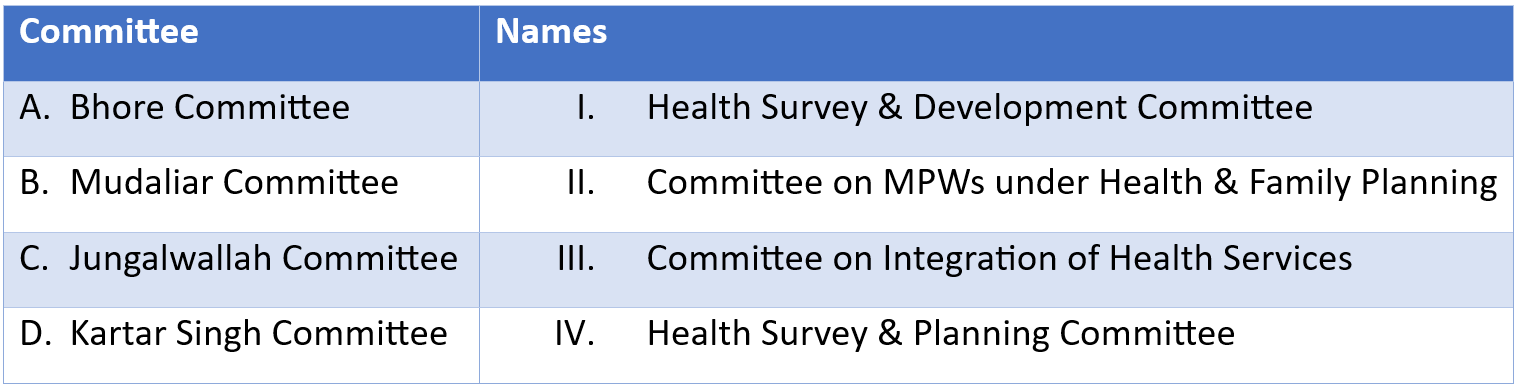 Committee Names
A. Bhore Committee I. Health Survey & Development Committee
B. Mudaliar Committee II. Committee on MPWs under Health & Family Planning
C. Jungalwallah Committee III. Committee on Integration of Health Services
D. Kartar Singh Committee IV. Health Survey & Planning Committee